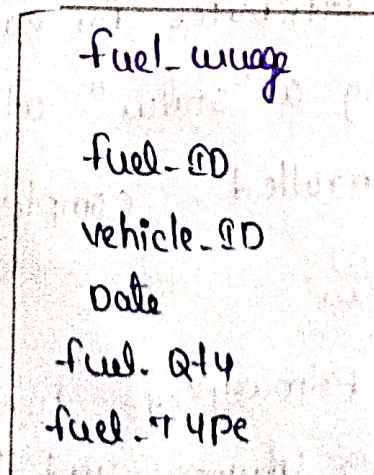 fuel_usage
fuel_ID
vehicle_ID
Date
fuel_Qty
fuel_Type